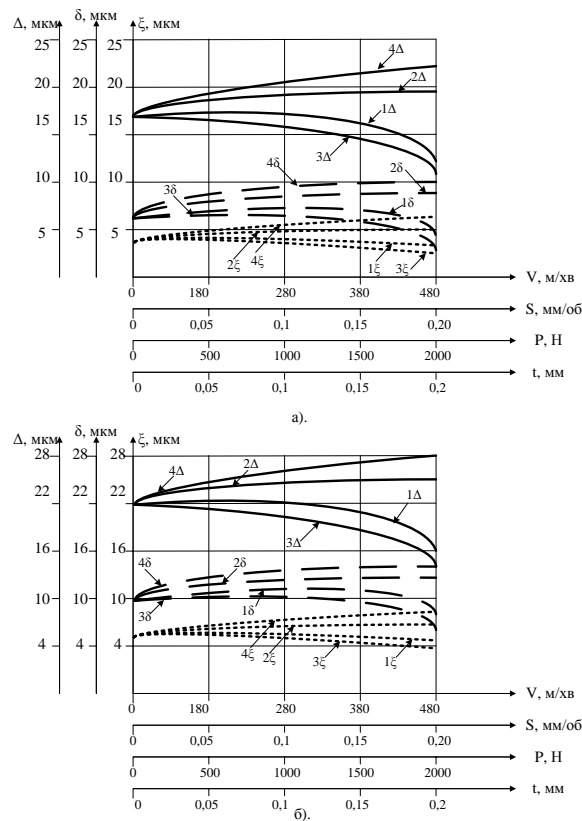 Δ, мкм δ, мкм ξ, мкм
25 25 25
4Δ
20 20 20
2Δ
15 15 15
1Δ
3Δ
10 10 10
4δ 2δ
3δ 1δ
5 5 5
2ξ 4ξ 1ξ 3ξ
V, м/хв
0 180 280 380 480
S, мм/об
0 0,05 0,1 0,15 0,20
P, Н
0 500 1000 1500 2000
t, мм
0 0,05 0,1 0,15 0,2
а).
Δ, мкм δ, мкм ξ, мкм
28 28 28
4Δ 2Δ
22 22 22
1Δ
3Δ
16 16 16
4δ 2δ
10 10 10
3δ 1δ
4 4 4
4ξ 2ξ 3ξ 1ξ
V, м/хв
0 180 280 380 480
S, мм/об
0 0,05 0,1 0,15 0,20
P, Н
0 500 1000 1500 2000
t, мм
0 0,05 0,1 0,15 0,2
б).